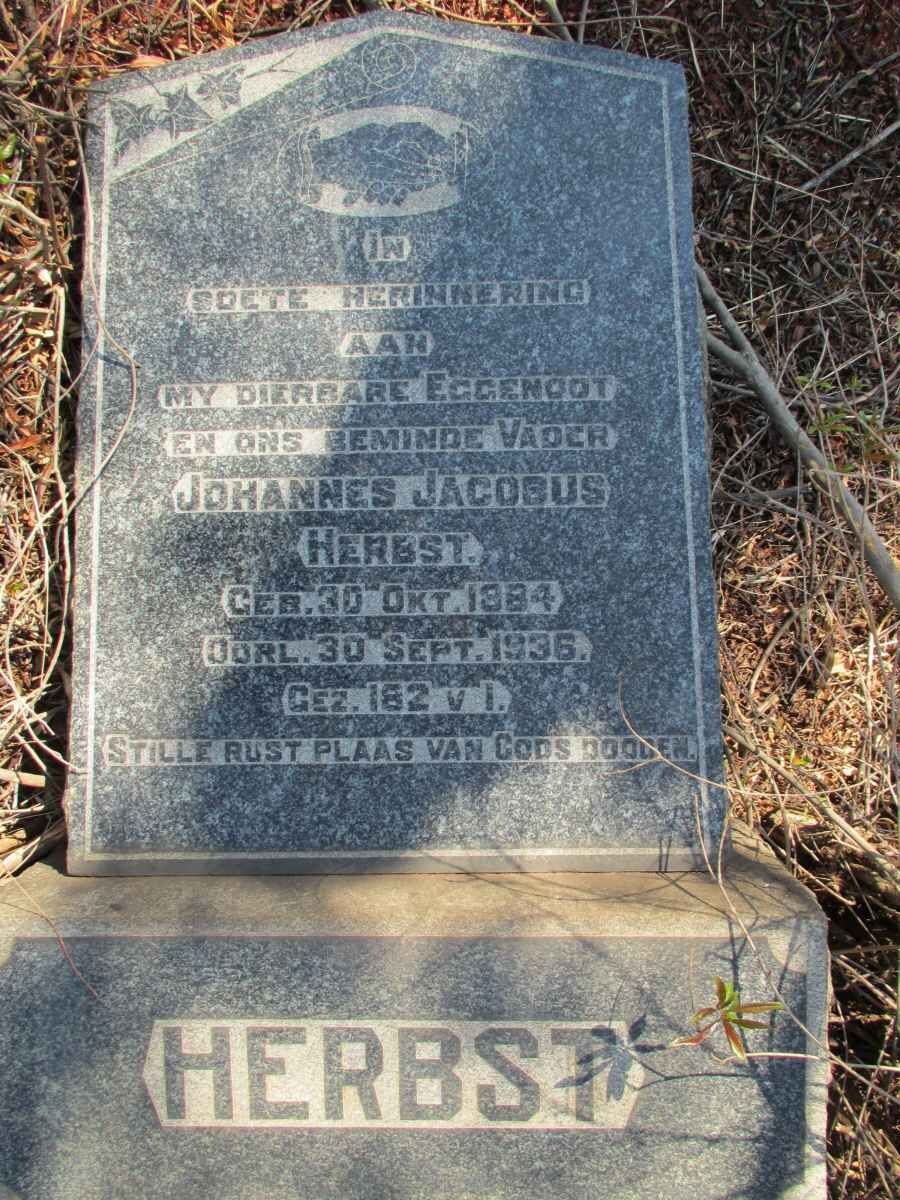 In
SOETE HERINNERING
AAN
MY DIERBARE EGGENOOT
EN ONS BEMINDE VADER
JOHANNES JACOBUS
HERBST.
GEB. 30 OKT. 1884
OORL. 30 SEPT. 1936.
GEZ. 182 V 1.
STILLE RUST PLAAS VAN GODS DOODEN.
HERBST